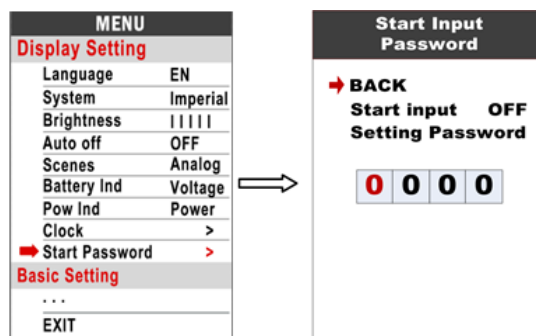 MENU
Display Setting
Language EN
System Imperial
Brightness I I I I I
Auto off OFF
Scenes Analog
Battery Ind Voltage
Pow Ind Power
Clock >
Start Password >
Basic Setting
...
EXIT
Start Input
Password
BACK
Start input OFF
Setting Password
0 0 0 0